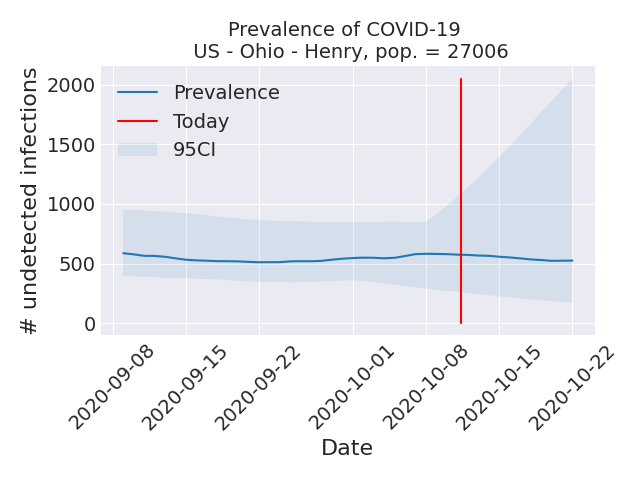 Prevalence of COVID-19
US - Ohio - Henry, pop. = 27006
# undetected infections
2000
1500
1000
500
0
Prevalence
Today
95CI
2020-09-08
2020-09-15
2020-09-22
2020-10-01
2020-10-08
2020-10-15
2020-10-22
Date